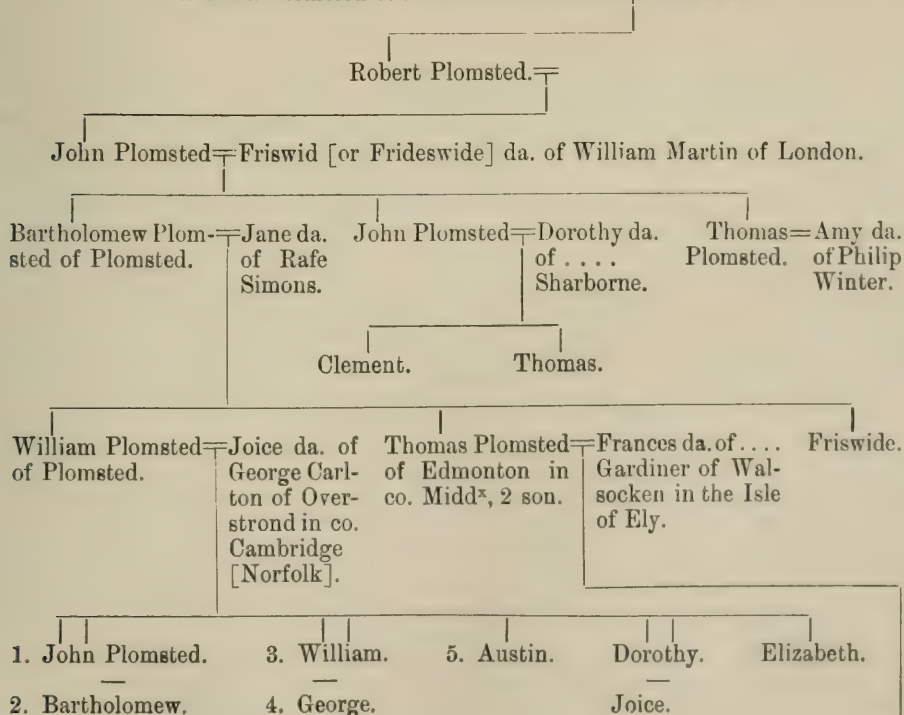 Robert Plomsted.
John Plomsted Friswid [or Frideswide] da. of William Martin of London.
Bartholomew Plom-
sted of Plomsted.
Jane da.
of Rafe
Simons.
John Plomsted
Dorothy da.
of . . . .
Sharborne.
Thomas
Plomsted.
Amy da.
of Philip
Winter.
Clement. Thomas.
William Plomsted
of Plomsted.
Joice da. of
George Carl-
ton of Over-
strond in co.
Cambridge
[Norfolk].
Thomas Plomsted
of Edmonton in
co. Middˣ, 2 son.
Frances da. of . . . .
Gardiner of Wal-
socken in the Isle
of Ely.
Friswide.
1. John Plomsted. 3. William. 5. Austin. Dorothy. Elizabeth.
2. Bartholomew. 4. George. Joice.